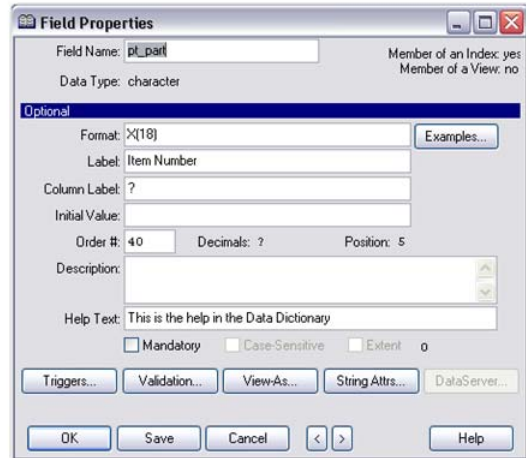 Field Properties
Field Name: pt_part
Member of an Index: yes
Member of a View: no
Data Type: character
Optional
Format: X(18)
Examples...
Label: Item Number
Column Label: ?
Initial Value:
Order #: 40 Decimals: ? Position: 5
Description:
Help Text: This is the help in the Data Dictionary
Mandatory Case-Sensitive Extent 0
Triggers... Validation... View-As... String Attrs... DataServer...
OK Save Cancel < > Help